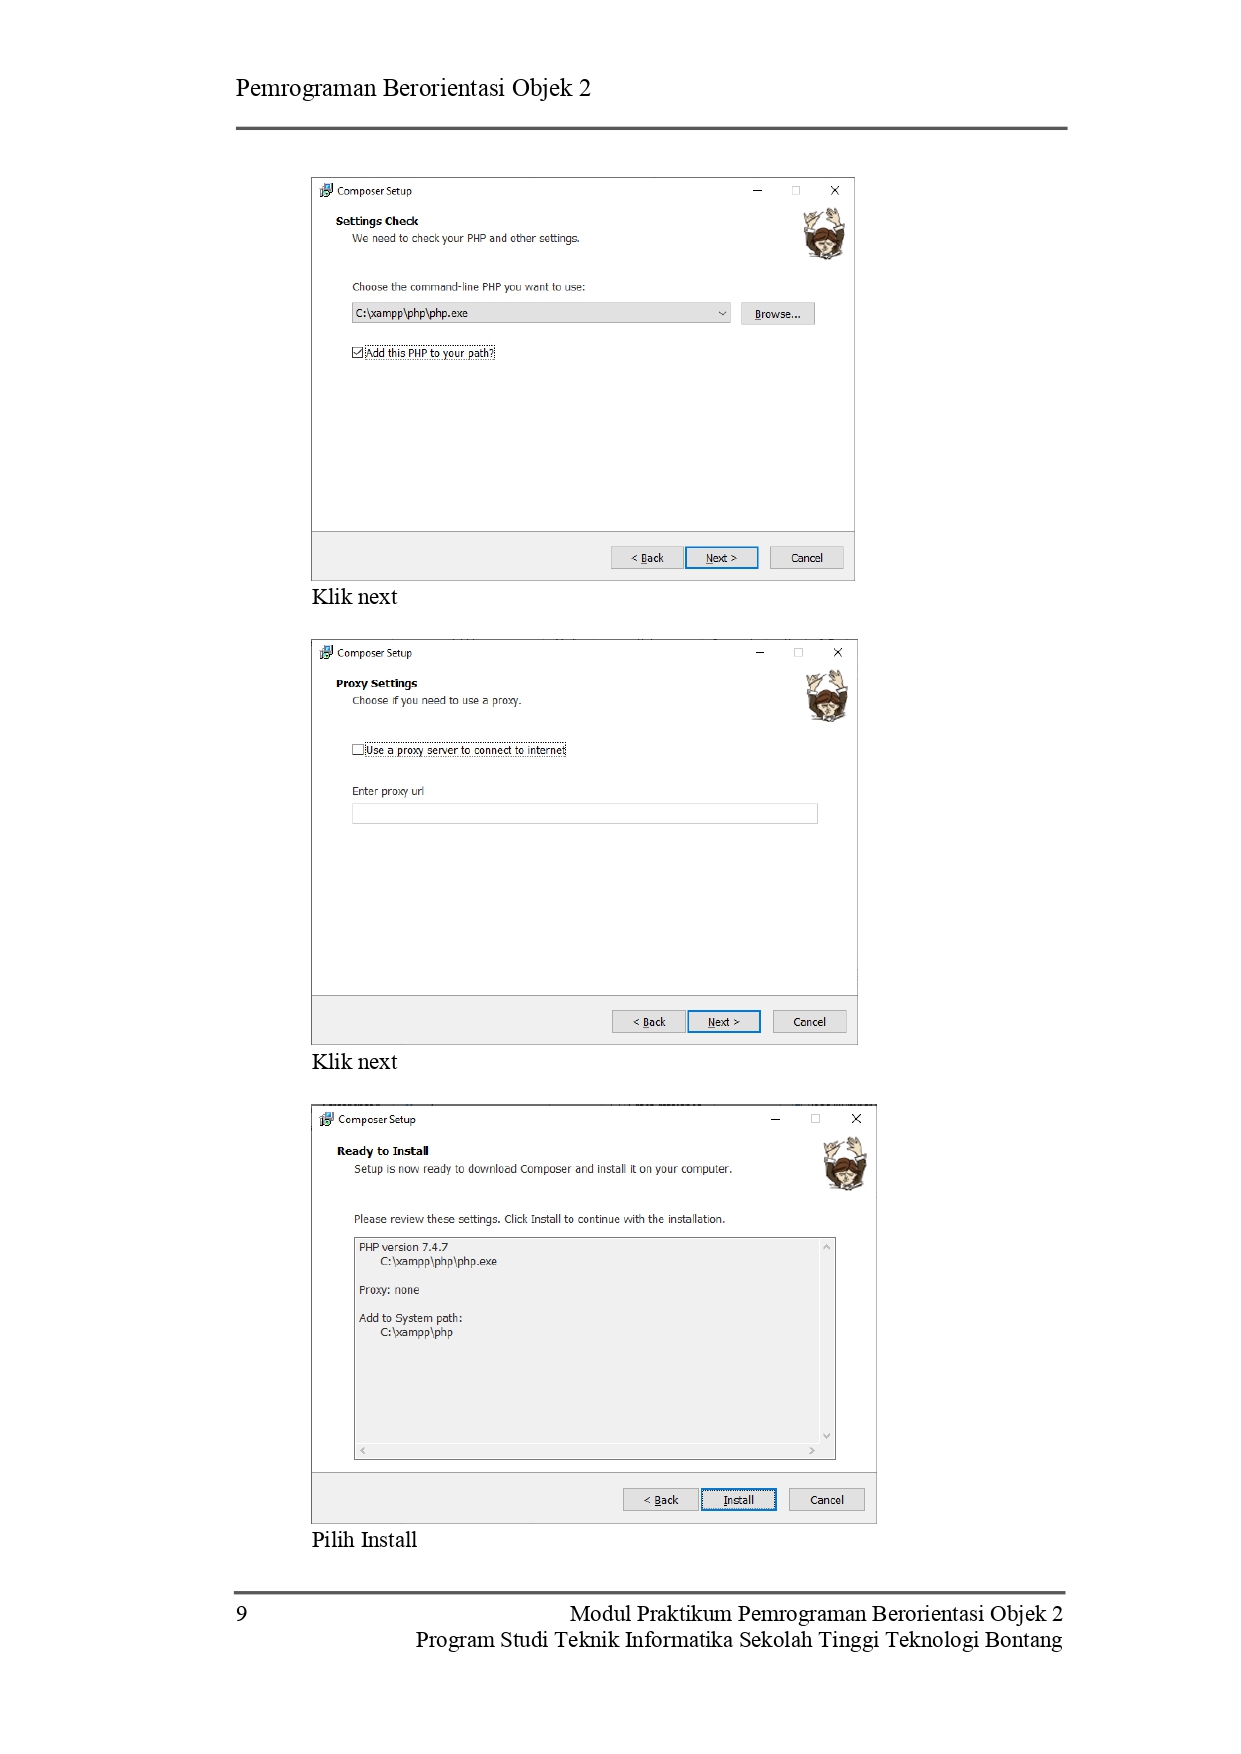 Pemrograman Berorientasi Objek 2
Composer Setup
Settings Check
We need to check your PHP and other settings.
Choose the command-line PHP you want to use:
C:\xampp\php\php.exe
Browse...
Add this PHP to your path?
< Back Next > Cancel
Klik next
Composer Setup
Proxy Settings
Choose if you need to use a proxy.
Use a proxy server to connect to internet
Enter proxy url
< Back Next > Cancel
Klik next
Composer Setup
Ready to Install
Setup is now ready to download Composer and install it on your computer.
Please review these settings. Click Install to continue with the installation.
PHP version 7.4.7
C:\xampp\php\php.exe
Proxy: none
Add to System path:
C:\xampp\php
< Back Install Cancel
Pilih Install
9 Modul Praktikum Pemrograman Berorientasi Objek 2
Program Studi Teknik Informatika Sekolah Tinggi Teknologi Bontang